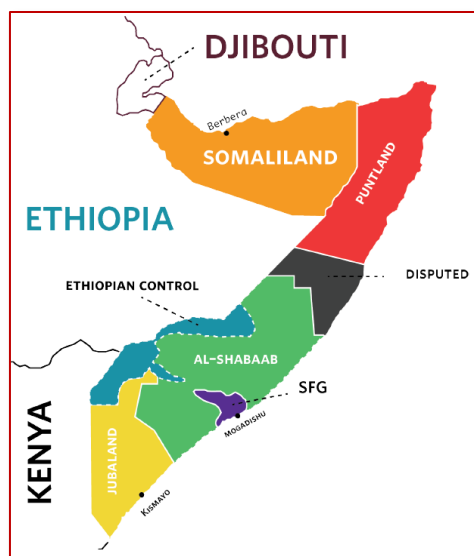 DJIBOUTI
Berbera
SOMALILAND
PUNTLAND
ETHIOPIA
DISPUTED
ETHIOPIAN CONTROL
AL-SHABAAB
SFG
MOGADISHU
KENYA
JUBALAND
KISMAYO